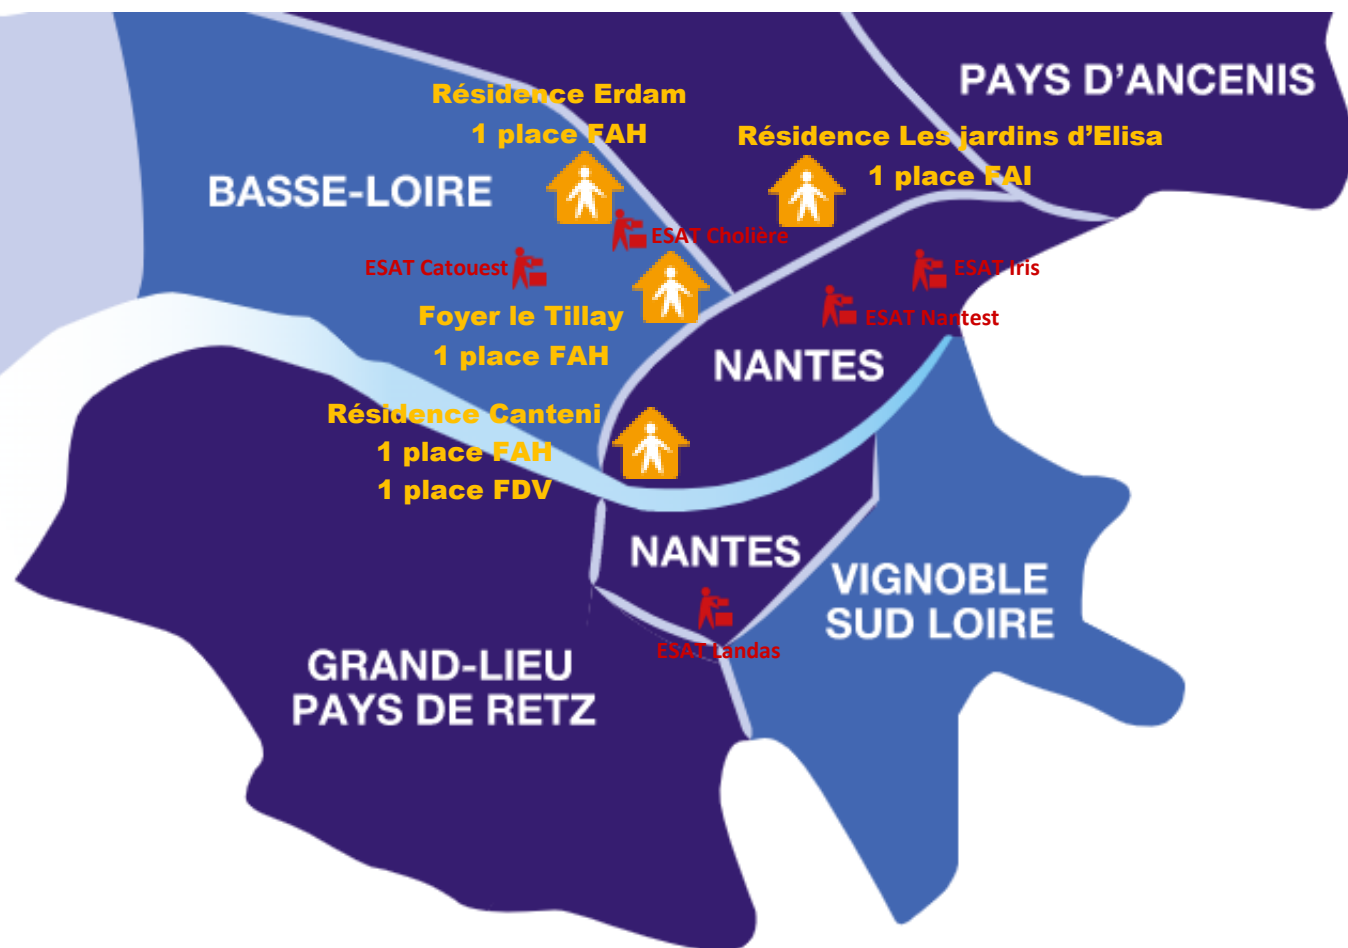 PAYS D'ANCENIS
Résidence Erdam
1 place FAH
Résidence Les jardins d’Elisa
1 place FAI
BASSE-LOIRE
ESAT Cholière
ESAT Catouest
ESAT Iris
Foyer le Tillay
1 place FAH
ESAT Nantest
NANTES
Résidence Canteni
1 place FAH
1 place FDV
NANTES
VIGNOBLE
SUD LOIRE
ESAT Landas
GRAND-LIEU
PAYS DE RETZ